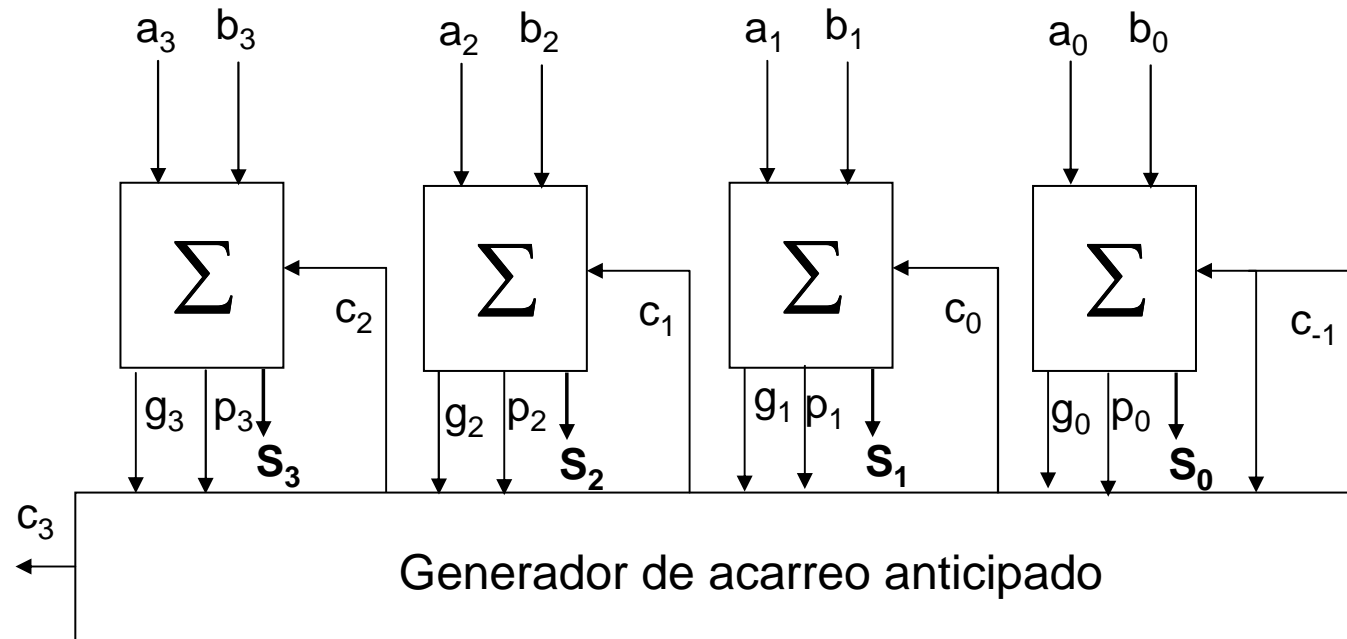 a₃ b₃ a₂ b₂ a₁ b₁ a₀ b₀
Σ Σ Σ Σ
c₂ c₁ c₀ c₋₁
g₃ p₃ g₂ p₂ g₁ p₁ g₀ p₀
S₃ S₂ S₁ S₀
c₃
Generador de acarreo anticipado